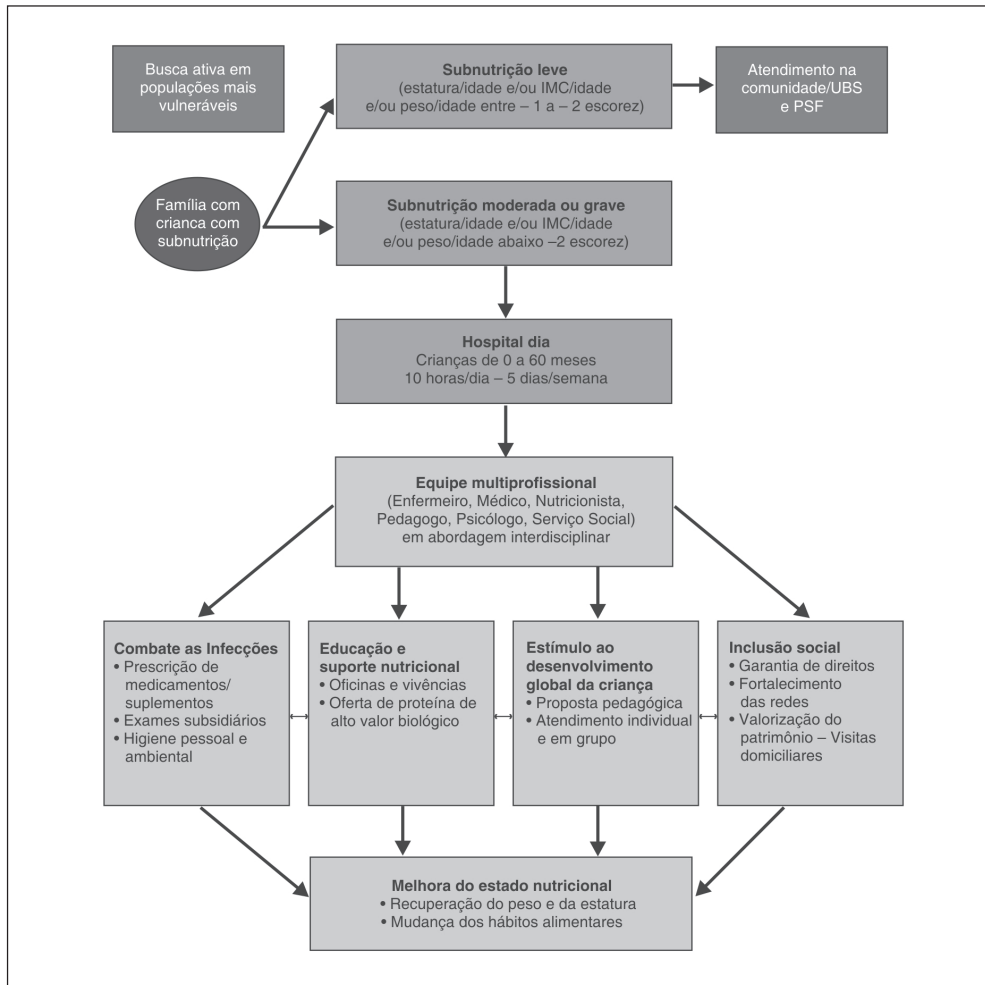 Busca ativa em
populações mais
vulneráveis
Subnutrição leve
(estatura/idade e/ou IMC/idade
e/ou peso/idade entre – 1 a – 2 escorez)
Atendimento na
comunidade/UBS
e PSF
Família com
crianca com
subnutrição
Subnutrição moderada ou grave
(estatura/idade e/ou IMC/idade
e/ou peso/idade abaixo –2 escorez)
Hospital dia
Crianças de 0 a 60 meses
10 horas/dia – 5 dias/semana
Equipe multiprofissional
(Enfermeiro, Médico, Nutricionista,
Pedagogo, Psicólogo, Serviço Social)
em abordagem interdisciplinar
Combate as Infecções
• Prescrição de
medicamentos/
suplementos
• Exames subsidiários
• Higiene pessoal e
ambiental
Educação e
suporte nutricional
• Oficinas e vivências
• Oferta de proteína de
alto valor biológico
Estímulo ao
desenvolvimento
global da criança
• Proposta pedagógica
• Atendimento individual
e em grupo
Inclusão social
• Garantia de direitos
• Fortalecimento
das redes
• Valorização do
patrimônio – Visitas
domiciliares
Melhora do estado nutricional
• Recuperação do peso e da estatura
• Mudança dos hábitos alimentares